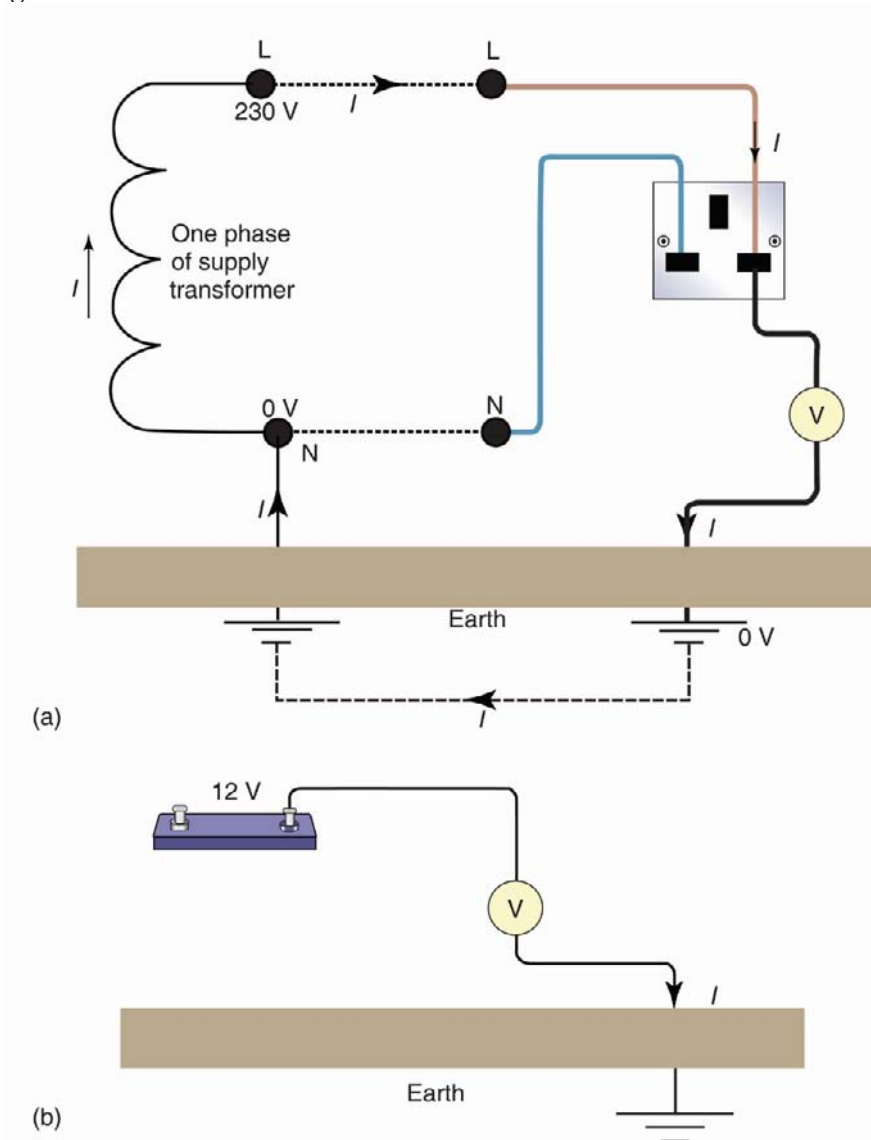 L
L
230 V
I
I
One phase
of supply
transformer
I
0 V
N
N
V
I
I
Earth
0 V
I
(a)
12 V
V
I
Earth
(b)